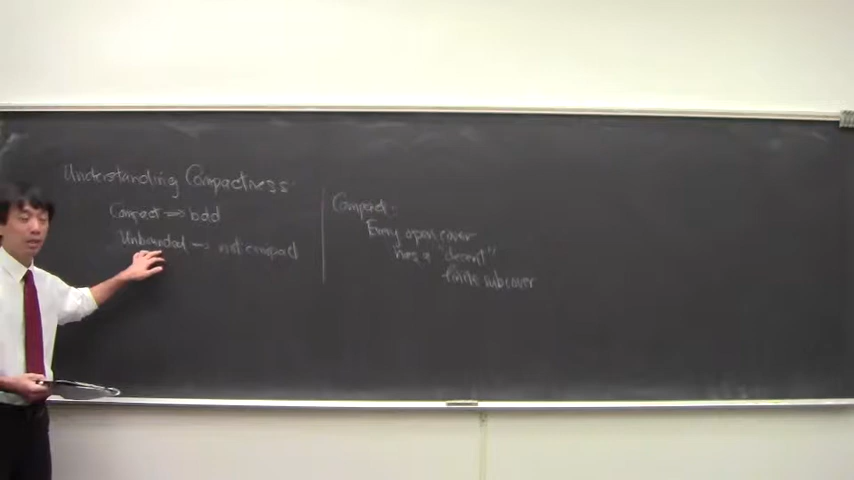 Understanding Compactness:
Compact => bdd
Unbounded => not compact
Compact:
Every open cover
has a "decent"
finite subcover